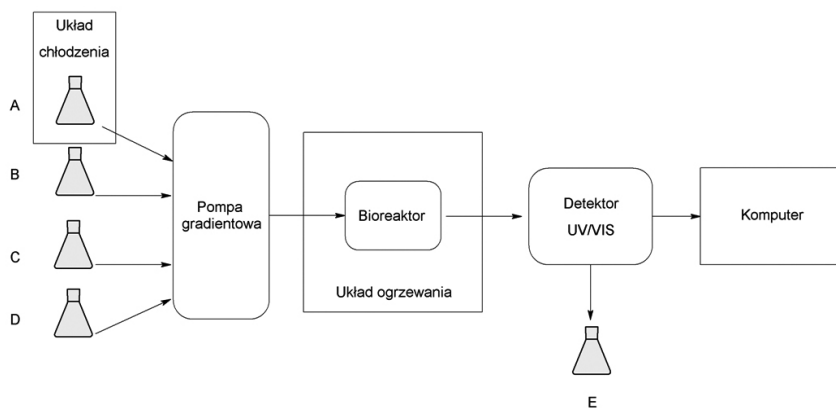 Układ
chłodzenia
A
B
C
D
Pompa
gradientowa
Bioreaktor
Układ ogrzewania
Detektor
UV/VIS
Komputer
E